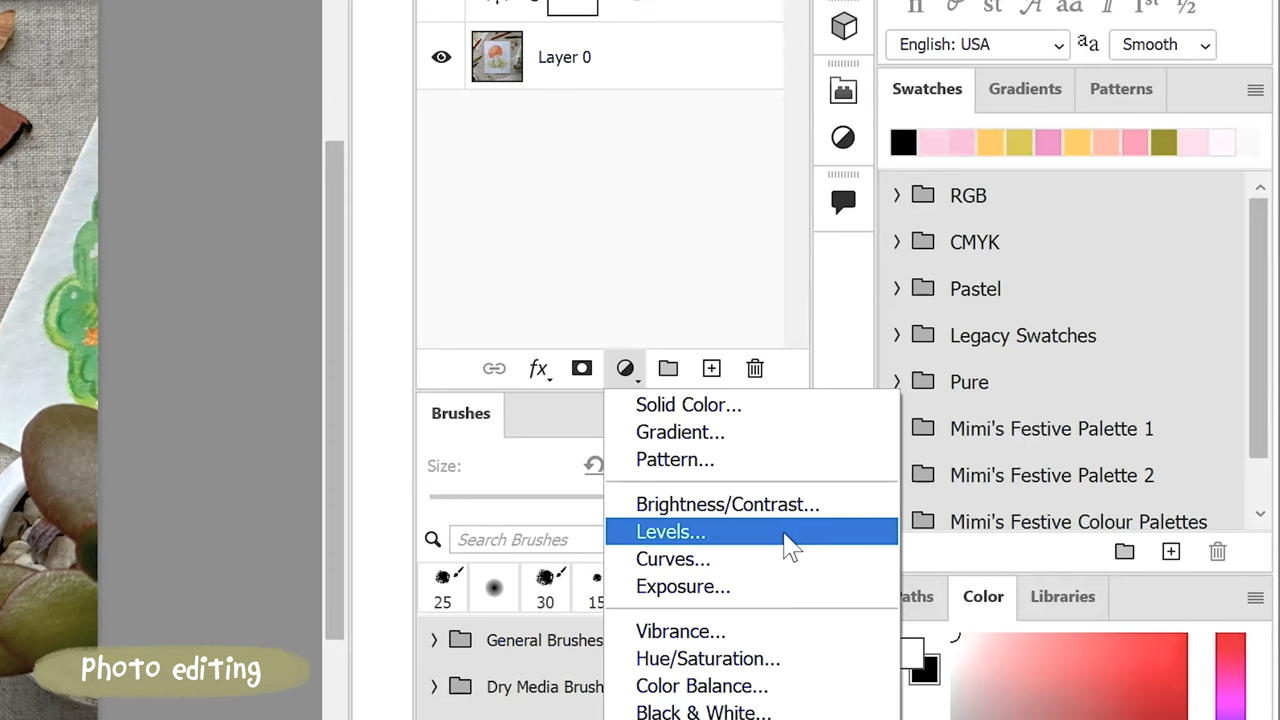 Layer 0
Brushes
Size:
Search Brushes
25
30
General Brushes
Dry Media Brush
Solid Color...
Gradient...
Pattern...
Brightness/Contrast...
Levels...
Curves...
Exposure...
Vibrance...
Hue/Saturation...
Color Balance...
Black & White...
English: USA
aa
Smooth
Swatches
Gradients
Patterns
RGB
CMYK
Pastel
Legacy Swatches
Pure
Mimi's Festive Palette 1
Mimi's Festive Palette 2
Mimi's Festive Colour Palettes
Color
Libraries
Photo editing